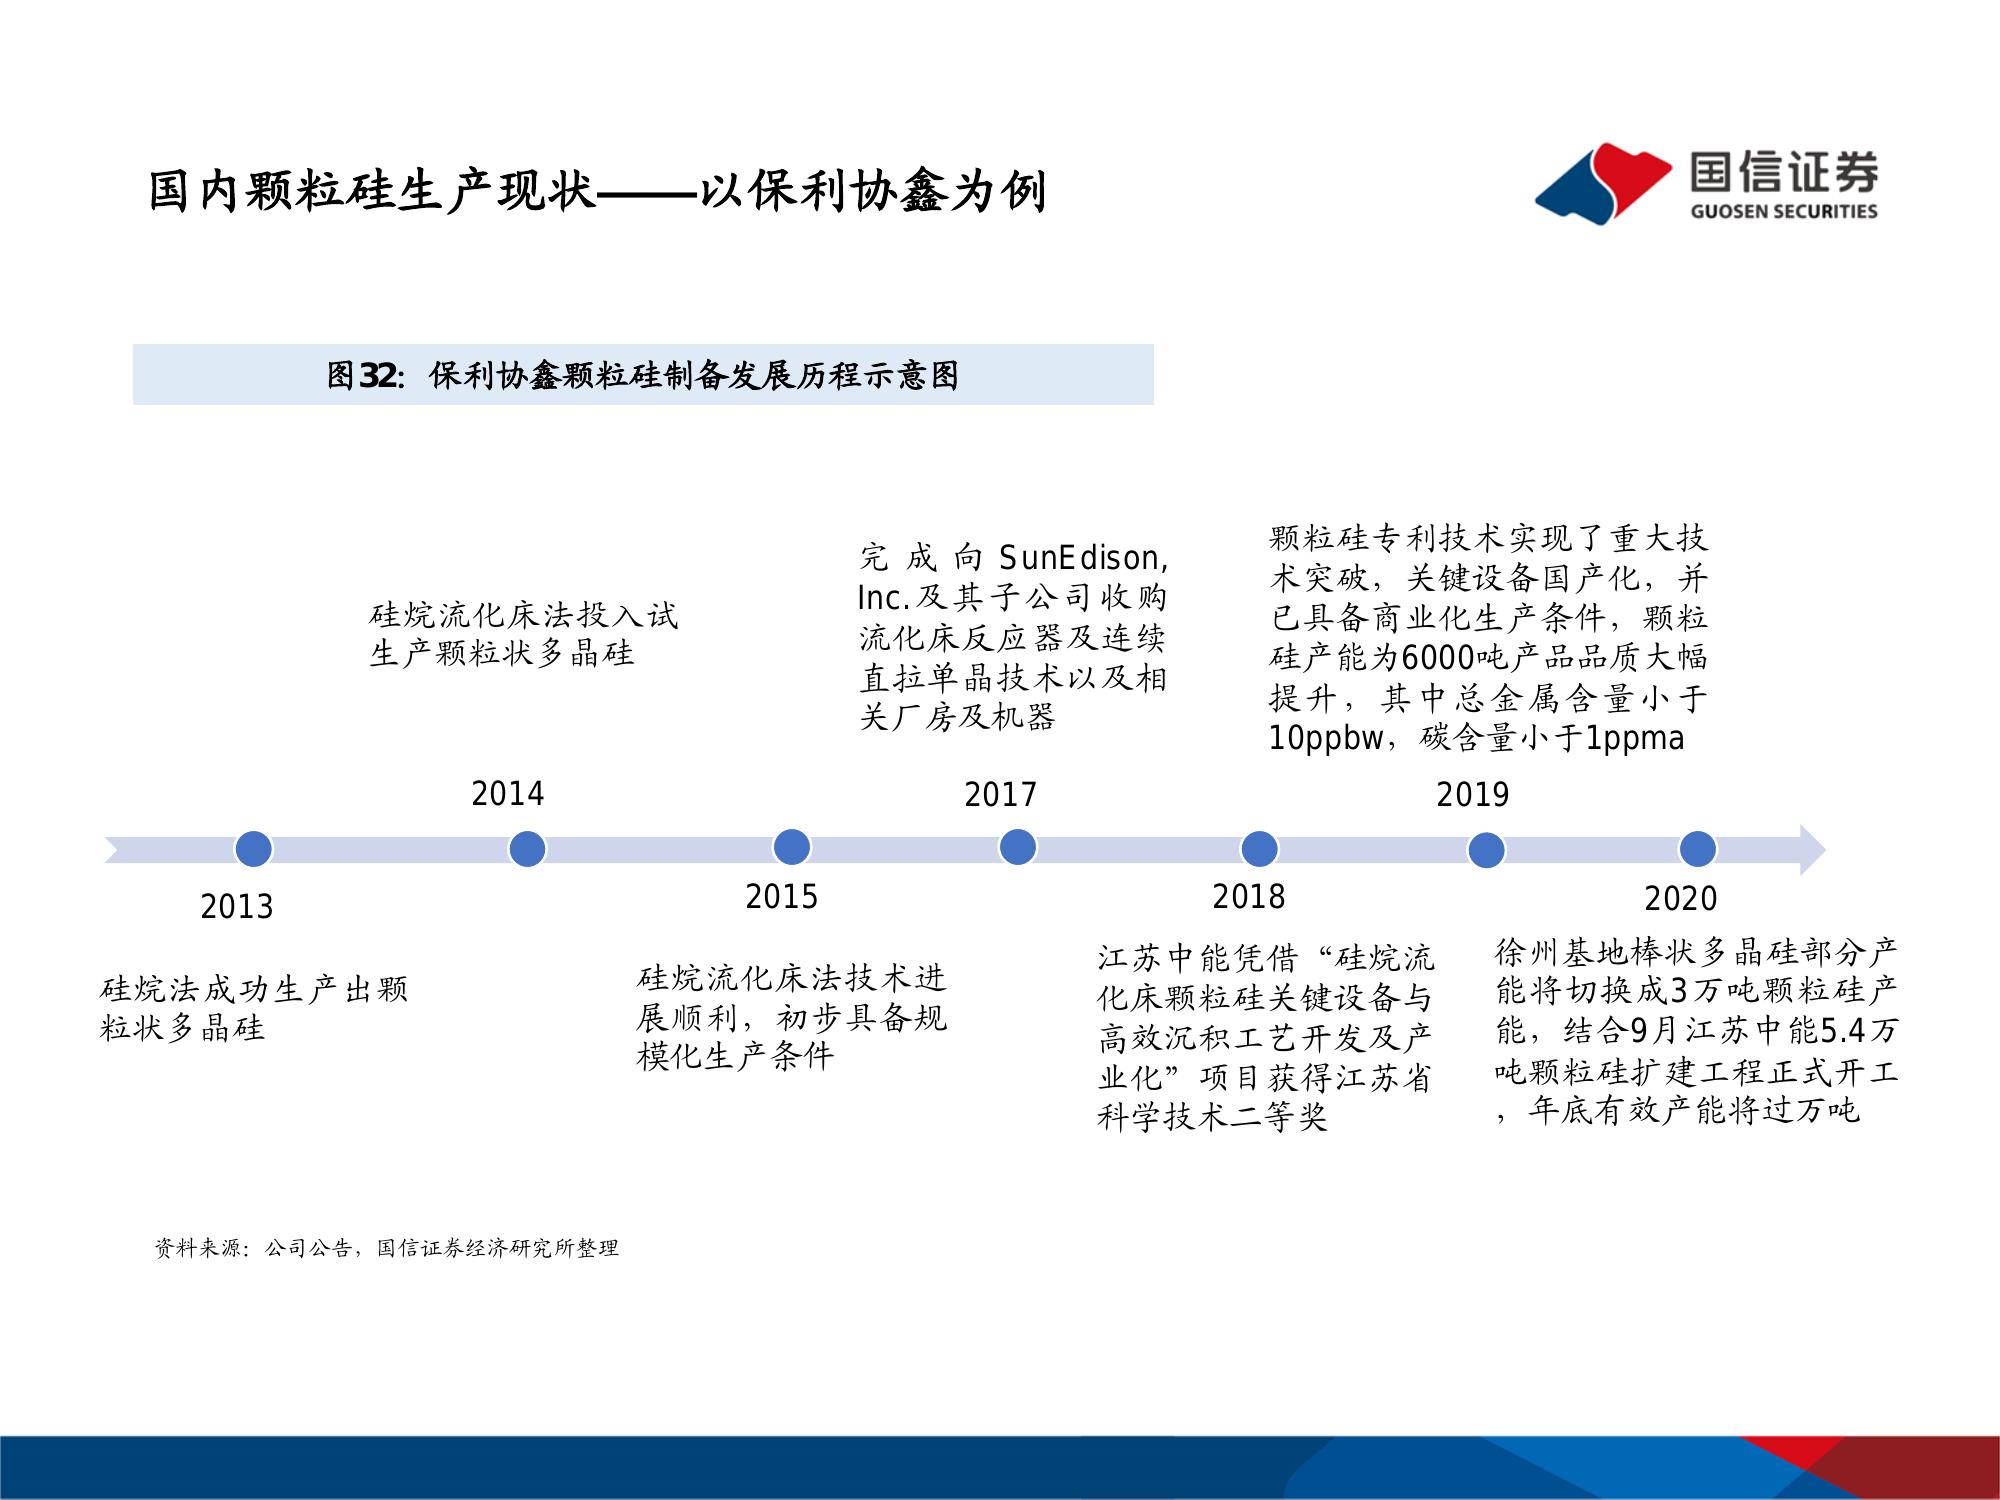 国内颗粒硅生产现状——以保利协鑫为例
国信证券
GUOSEN SECURITIES
图32：保利协鑫颗粒硅制备发展历程示意图
硅烷流化床法投入试
生产颗粒状多晶硅
2014
完成向SunEdison,
Inc.及其子公司收购
流化床反应器及连续
直拉单晶技术以及相
关厂房及机器
2017
颗粒硅专利技术实现了重大技
术突破，关键设备国产化，并
已具备商业化生产条件，颗粒
硅产能为6000吨产品品质大幅
提升，其中总金属含量小于
10ppbw，碳含量小于1ppma
2019
2013
硅烷法成功生产出颗
粒状多晶硅
2015
硅烷流化床法技术进
展顺利，初步具备规
模化生产条件
2018
江苏中能凭借“硅烷流
化床颗粒硅关键设备与
高效沉积工艺开发及产
业化”项目获得江苏省
科学技术二等奖
2020
徐州基地棒状多晶硅部分产
能将切换成3万吨颗粒硅产
能，结合9月江苏中能5.4万
吨颗粒硅扩建工程正式开工
，年底有效产能将过万吨
资料来源：公司公告，国信证券经济研究所整理